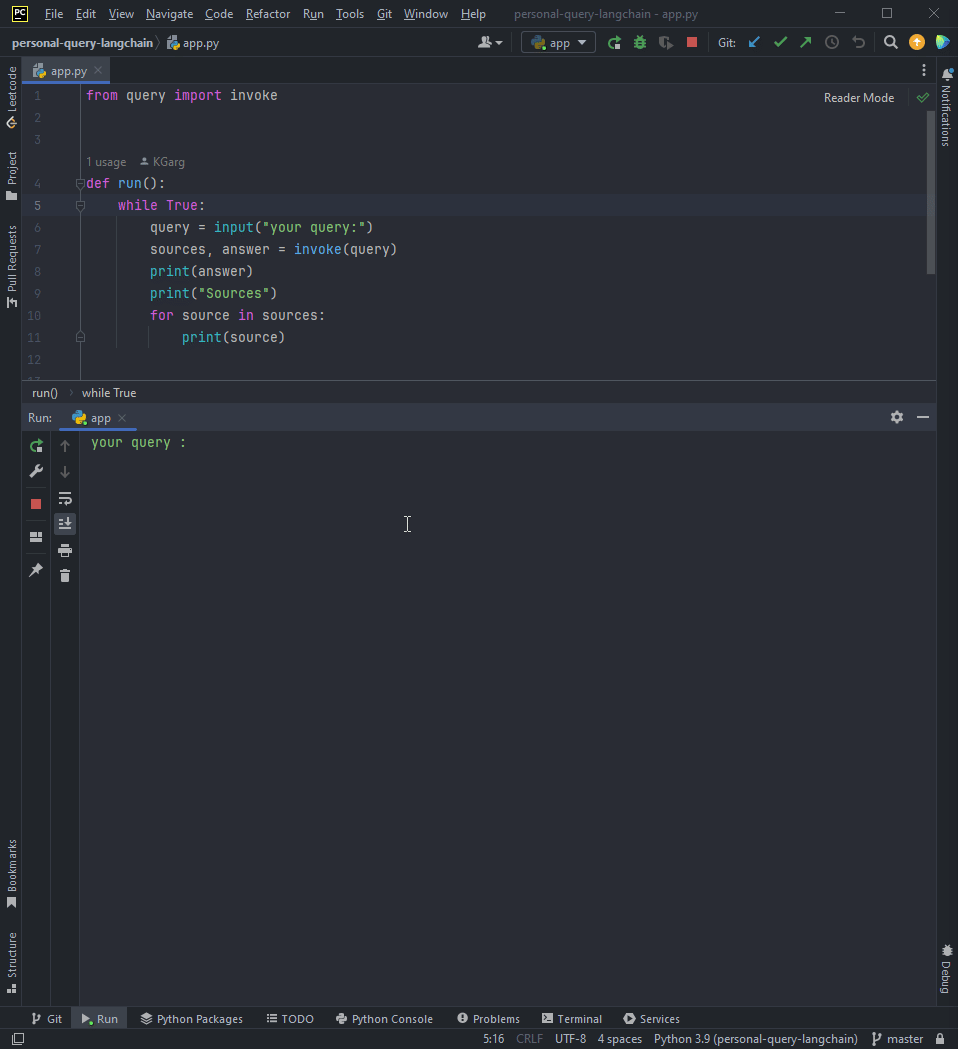 PC File Edit View Navigate Code Refactor Run Tools Git Window Help personal-query-langchain - app.py
personal-query-langchain app.py app Git:
Leetcode
Project
Pull Requests
Bookmarks
Structure
app.py
Reader Mode
1 from query import invoke
2
3
1 usage KGarg
4 def run():
5 while True:
6 query = input("your query:")
7 sources, answer = invoke(query)
8 print(answer)
9 print("Sources")
10 for source in sources:
11 print(source)
12
run() while True
Run: app
your query :
Notifications
Debug
Git Run Python Packages TODO Python Console Problems Terminal Services
5:16 CRLF UTF-8 4 spaces Python 3.9 (personal-query-langchain) master